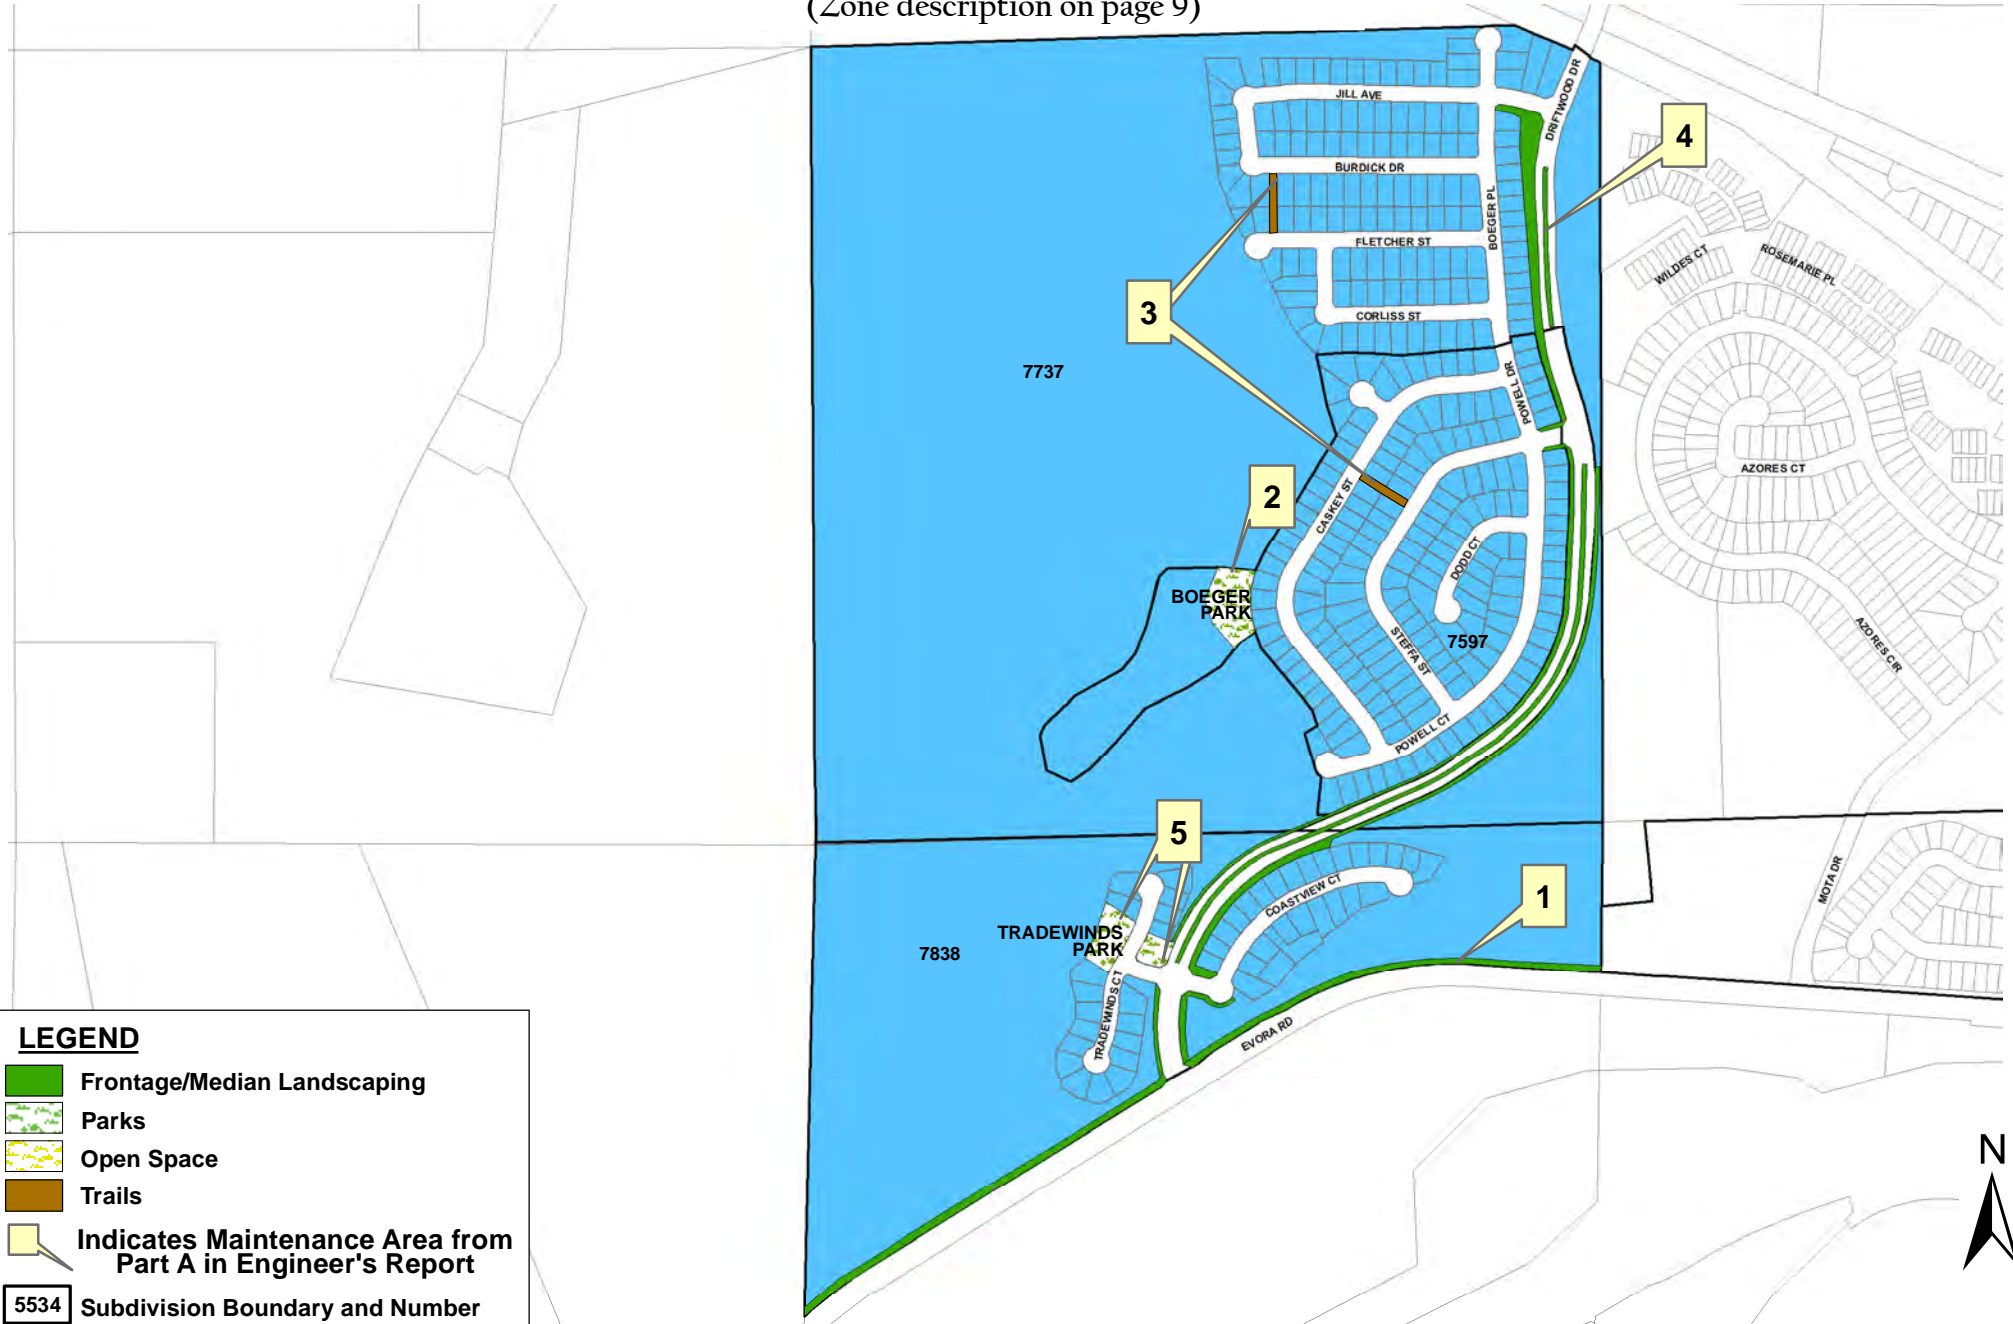 (Zone description on page 9)
JILL AVE
DRIFTWOOD DR
4
BURDICK DR
BOEGER PL
FLETCHER ST
WILDES CT
ROSEMARIE PL
3
CORLISS ST
7737
POWELL DR
AZORES CT
2
CASKEY ST
DODD CT
BOEGER
PARK
STEFFA ST
7597
AZORES CIR
POWELL CT
5
MOTA DR
1
COASTVIEW CT
TRADEWINDS
PARK
7838
TRADEWINDS CT
EVORA RD
LEGEND
Frontage/Median Landscaping
Parks
Open Space
Trails
Indicates Maintenance Area from
Part A in Engineer's Report
5534 Subdivision Boundary and Number
N